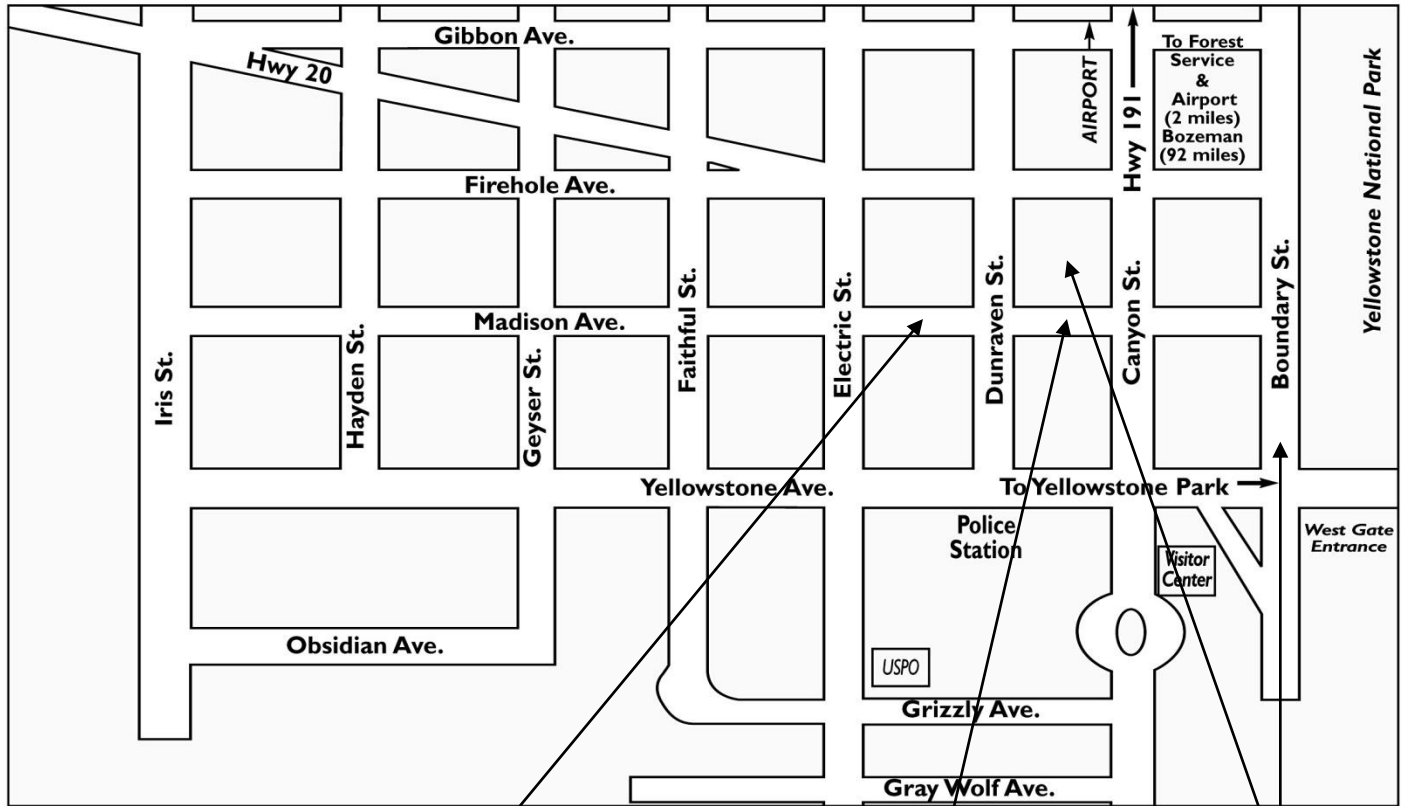 Gibbon Ave.
Hwy 20
AIRPORT
Hwy 191
To Forest
Service
&
Airport
(2 miles)
Bozeman
(92 miles)
Yellowstone National Park
Firehole Ave.
Madison Ave.
Iris St.
Hayden St.
Geyser St.
Faithful St.
Electric St.
Dunraven St.
Canyon St.
Boundary St.
Yellowstone Ave.
To Yellowstone Park
Police
Station
Visitor
Center
West Gate
Entrance
Obsidian Ave.
USPO
Grizzly Ave.
Gray Wolf Ave.